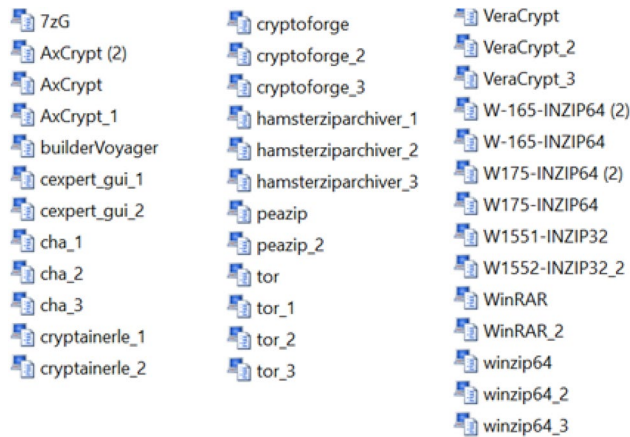 7zG
AxCrypt (2)
AxCrypt
AxCrypt_1
builderVoyager
cexpert_gui_1
cexpert_gui_2
cha_1
cha_2
cha_3
cryptainerle_1
cryptainerle_2
cryptoforge
cryptoforge_2
cryptoforge_3
hamsterziparchiver_1
hamsterziparchiver_2
hamsterziparchiver_3
peazip
peazip_2
tor
tor_1
tor_2
tor_3
VeraCrypt
VeraCrypt_2
VeraCrypt_3
W-165-INZIP64 (2)
W-165-INZIP64
W175-INZIP64 (2)
W175-INZIP64
W1551-INZIP32
W1552-INZIP32_2
WinRAR
WinRAR_2
winzip64
winzip64_2
winzip64_3